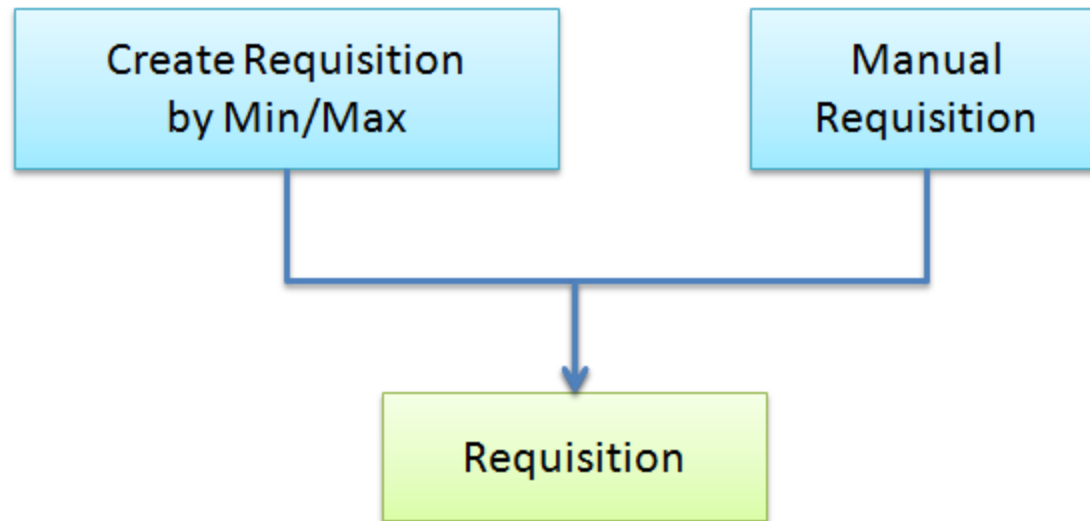 Create Requisition
by Min/Max
Manual
Requisition
Requisition